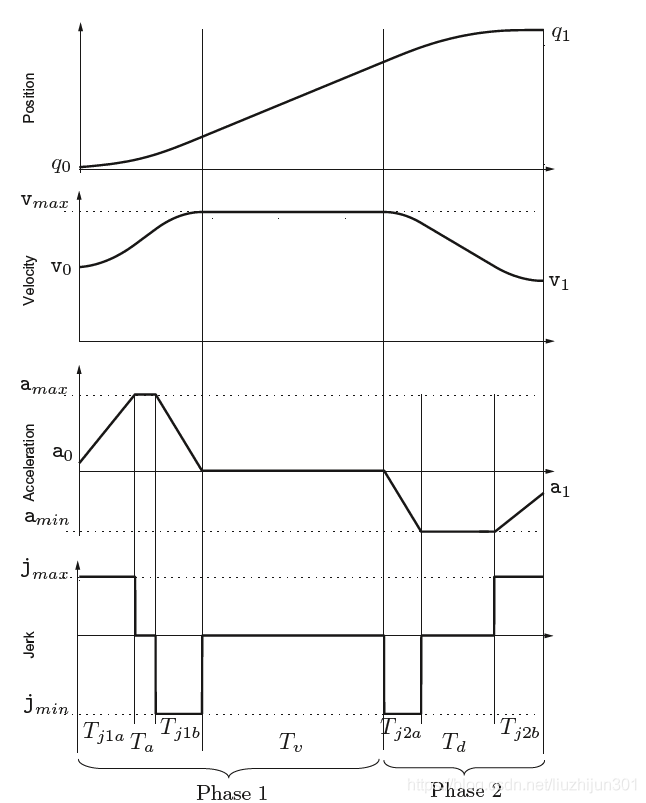 Position
q1
q0
Velocity
vmax
v0
v1
Acceleration
amax
a0
a1
amin
Jerk
jmax
jmin
Tj1a Ta Tj1b Tv Tj2a Td Tj2b
Phase 1 Phase 2
https://blog.csdn.net/liuzhijun301